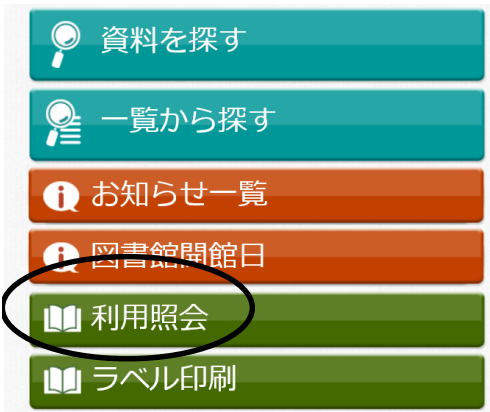 資料を探す
一覧から探す
お知らせ一覧
図書館開館日
利用照会
ラベル印刷